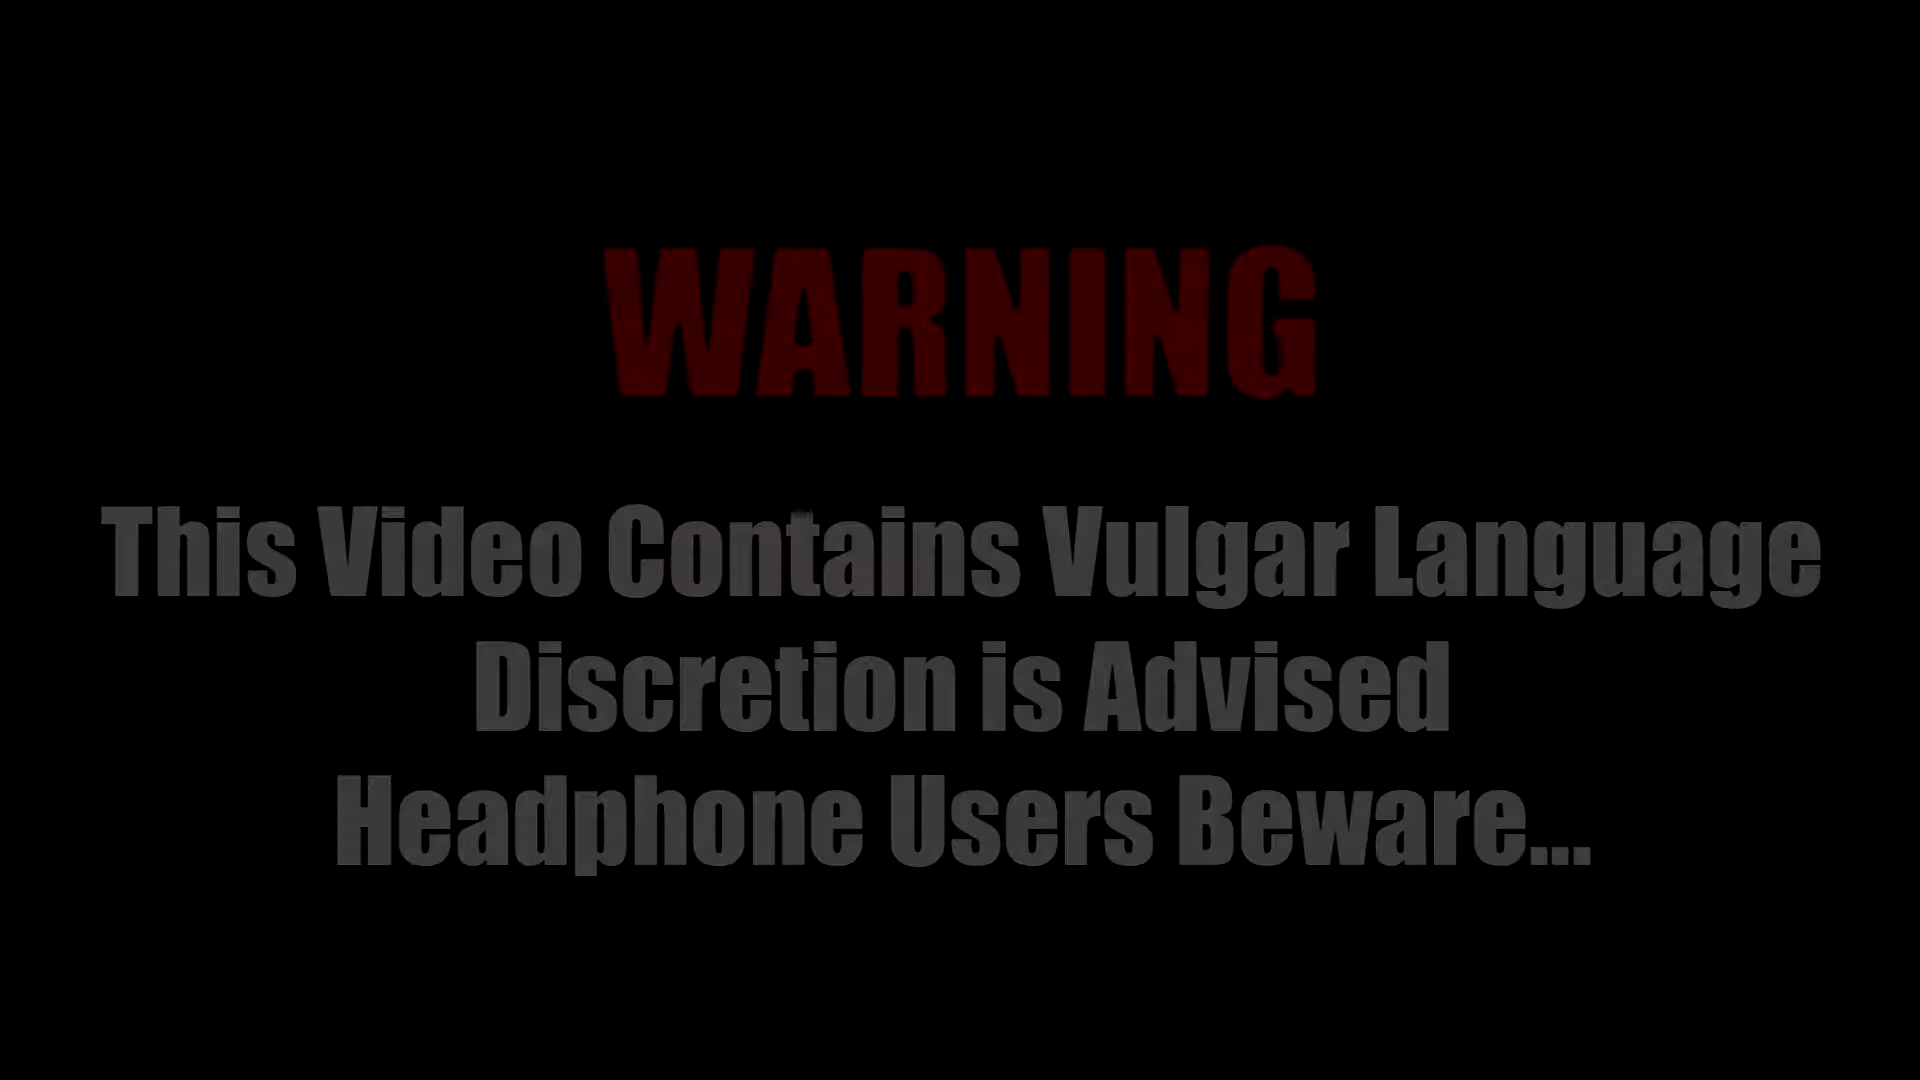 WARNING
This Video Contains Vulgar Language
Discretion is Advised
Headphone Users Beware...